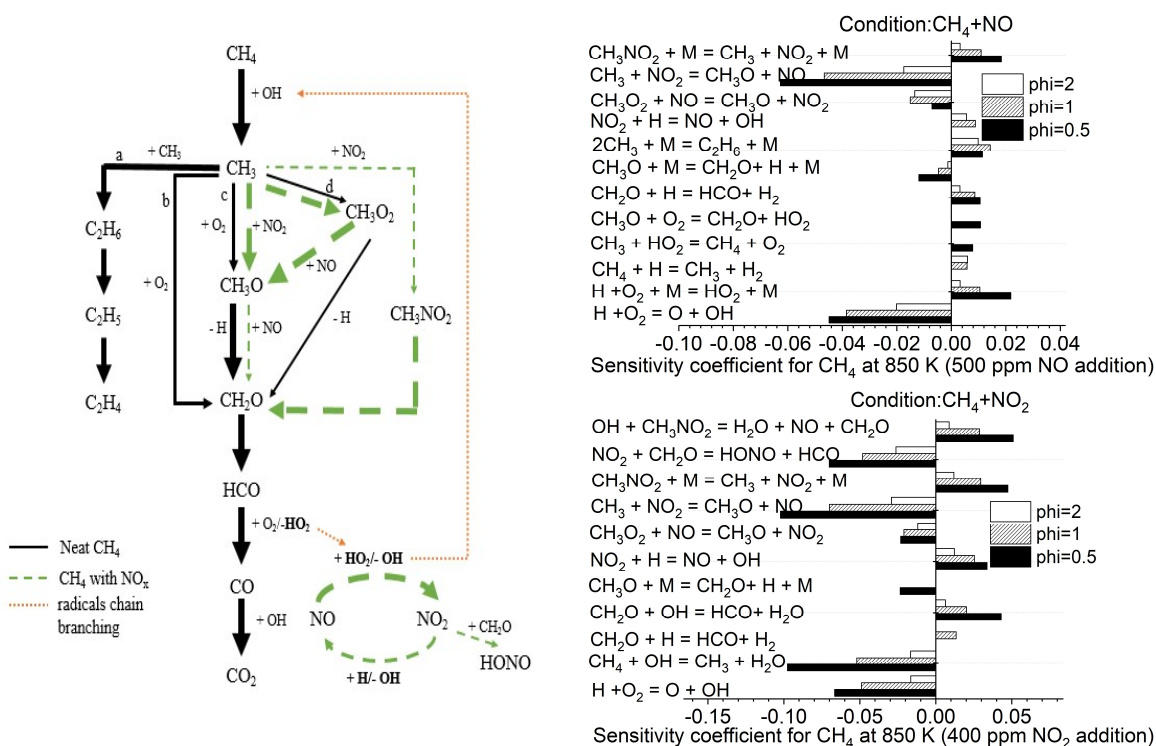 CH4
+ OH
a
+ CH3
CH3
+ NO2
b
c
d
C2H6
+ O2
+ NO2
CH3O2
+ O2
+ NO
CH3O
C2H5
- H
+ NO
- H
CH3NO2
C2H4
CH2O
HCO
+ O2/-HO2
+ HO2/- OH
CO
+ OH
NO
NO2
+ CH2O
HONO
+ H/- OH
CO2
Neat CH4
CH4 with NOx
radicals chain
branching
Condition:CH4+NO
CH3NO2 + M = CH3 + NO2 + M
CH3 + NO2 = CH3O + NO
CH3O2 + NO = CH3O + NO2
NO2 + H = NO + OH
2CH3 + M = C2H6 + M
CH3O + M = CH2O+ H + M
CH2O + H = HCO+ H2
CH3O + O2 = CH2O+ HO2
CH3 + HO2 = CH4 + O2
CH4 + H = CH3 + H2
H +O2 + M = HO2 + M
H +O2 = O + OH
phi=2
phi=1
phi=0.5
-0.10 -0.08 -0.06 -0.04 -0.02 0.00 0.02 0.04
Sensitivity coefficient for CH4 at 850 K (500 ppm NO addition)
Condition:CH4+NO2
OH + CH3NO2 = H2O + NO + CH2O
NO2 + CH2O = HONO + HCO
CH3NO2 + M = CH3 + NO2 + M
CH3 + NO2 = CH3O + NO
CH3O2 + NO = CH3O + NO2
NO2 + H = NO + OH
CH3O + M = CH2O+ H + M
CH2O + OH = HCO+ H2O
CH2O + H = HCO+ H2
CH4 + OH = CH3 + H2O
H +O2 = O + OH
phi=2
phi=1
phi=0.5
-0.15 -0.10 -0.05 0.00 0.05
Sensitivity coefficient for CH4 at 850 K (400 ppm NO2 addition)